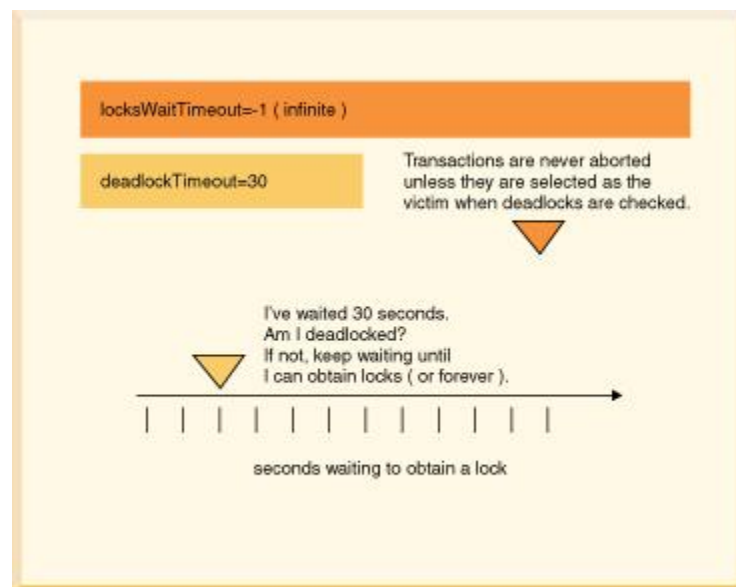 locksWaitTimeout=-1 ( infinite )
deadlockTimeout=30
Transactions are never aborted
unless they are selected as the
victim when deadlocks are checked.
I've waited 30 seconds.
Am I deadlocked?
If not, keep waiting until
I can obtain locks ( or forever ).
seconds waiting to obtain a lock